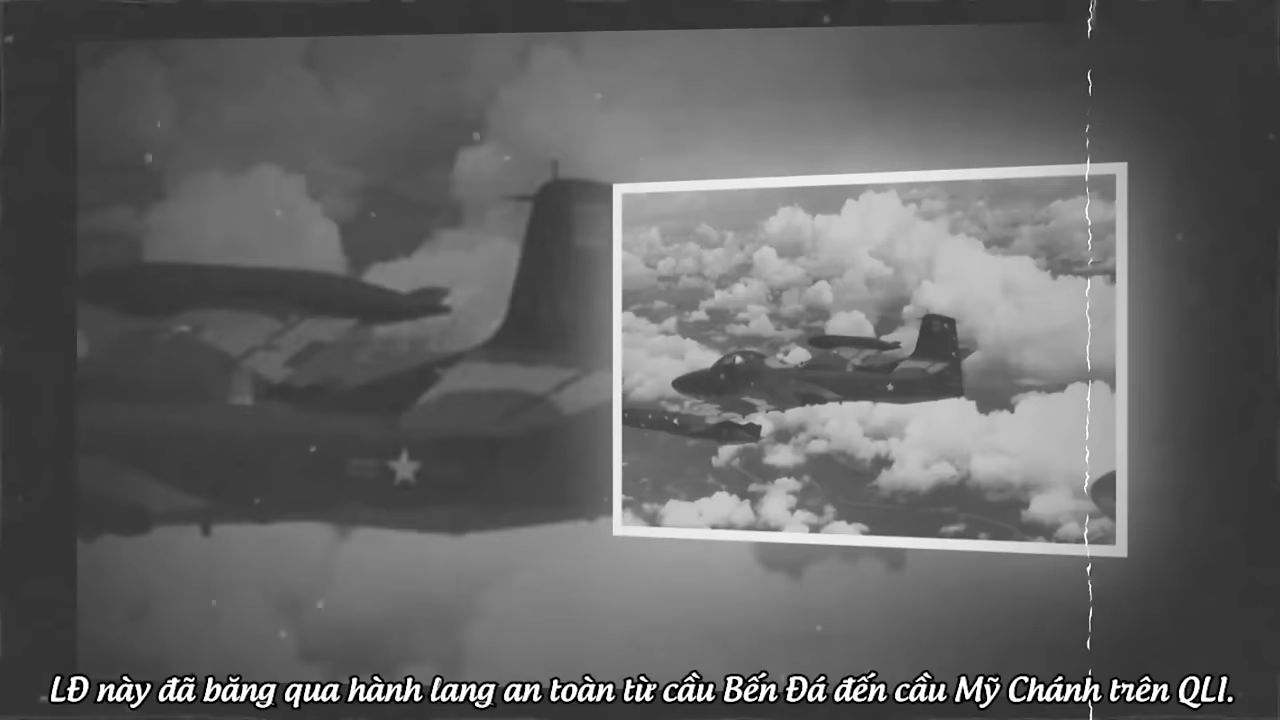 LĐ này đã băng qua hành lang an toàn từ cầu Bến Đá đến cầu Mỹ Chánh trên QL1.